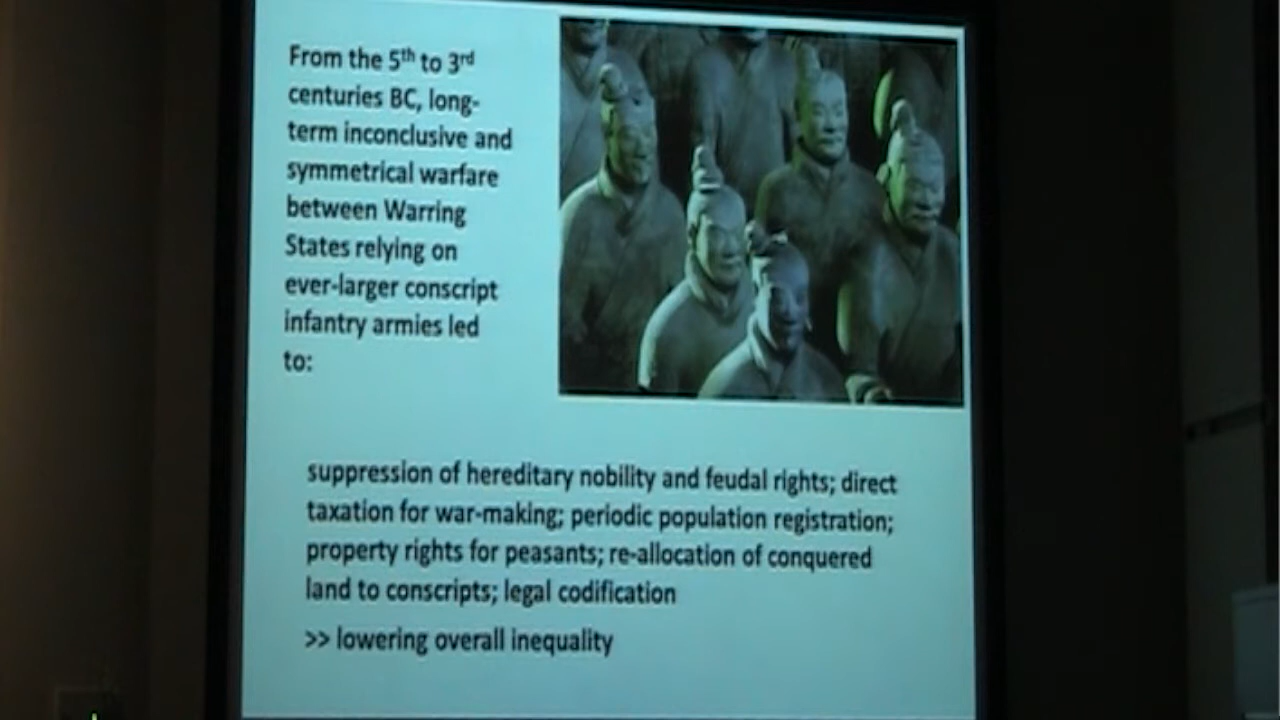 From the 5th to 3rd
centuries BC, long-
term inconclusive and
symmetrical warfare
between Warring
States relying on
ever-larger conscript
infantry armies led
to:
suppression of hereditary nobility and feudal rights; direct
taxation for war-making; periodic population registration;
property rights for peasants; re-allocation of conquered
land to conscripts; legal codification
>> lowering overall inequality